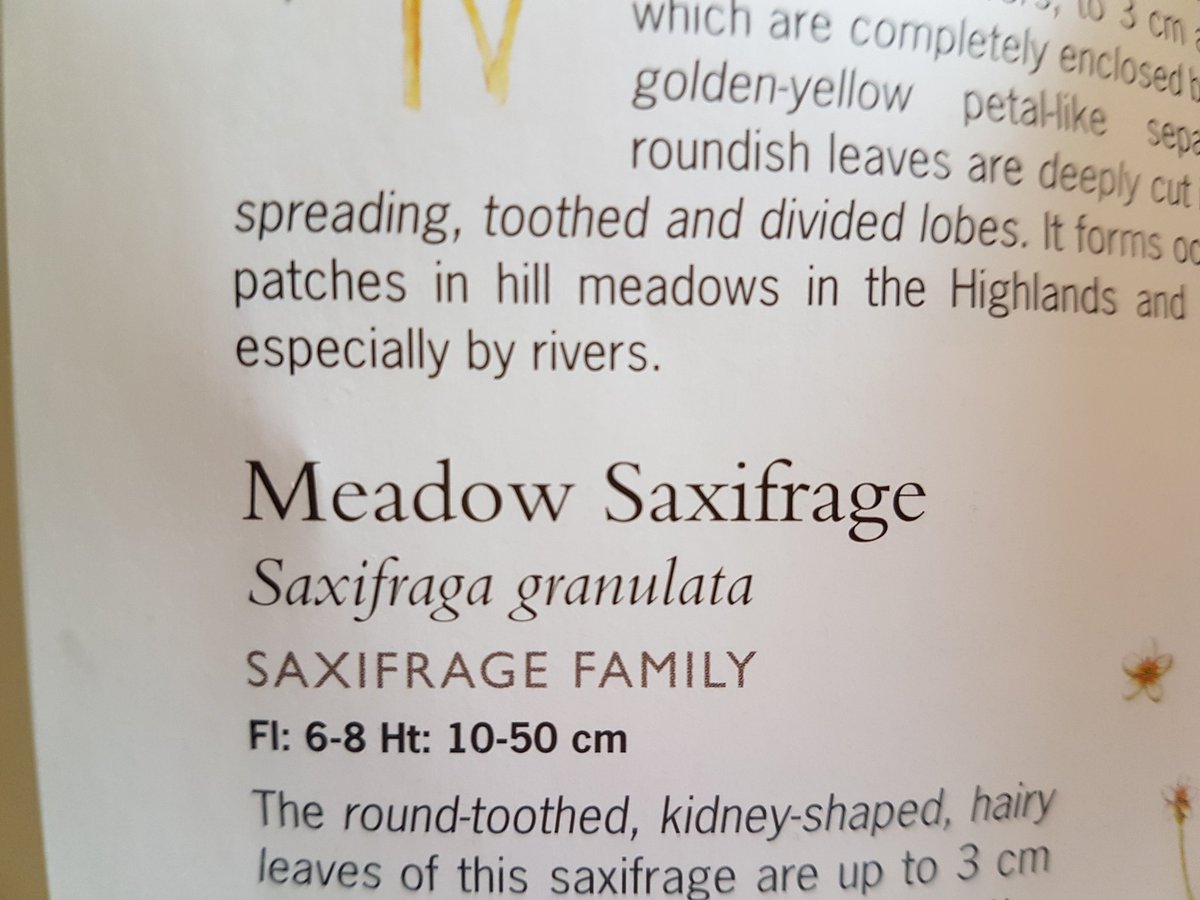 to 3 cm
which are completely enclosed
golden-yellow petal-like
roundish leaves are deeply cut
spreading, toothed and divided lobes. It forms
patches in hill meadows in the Highlands and
especially by rivers.
Meadow Saxifrage
Saxifraga granulata
SAXIFRAGE FAMILY
Fl: 6-8 Ht: 10-50 cm
The round-toothed, kidney-shaped, hairy
leaves of this saxifrage are up to 3 cm